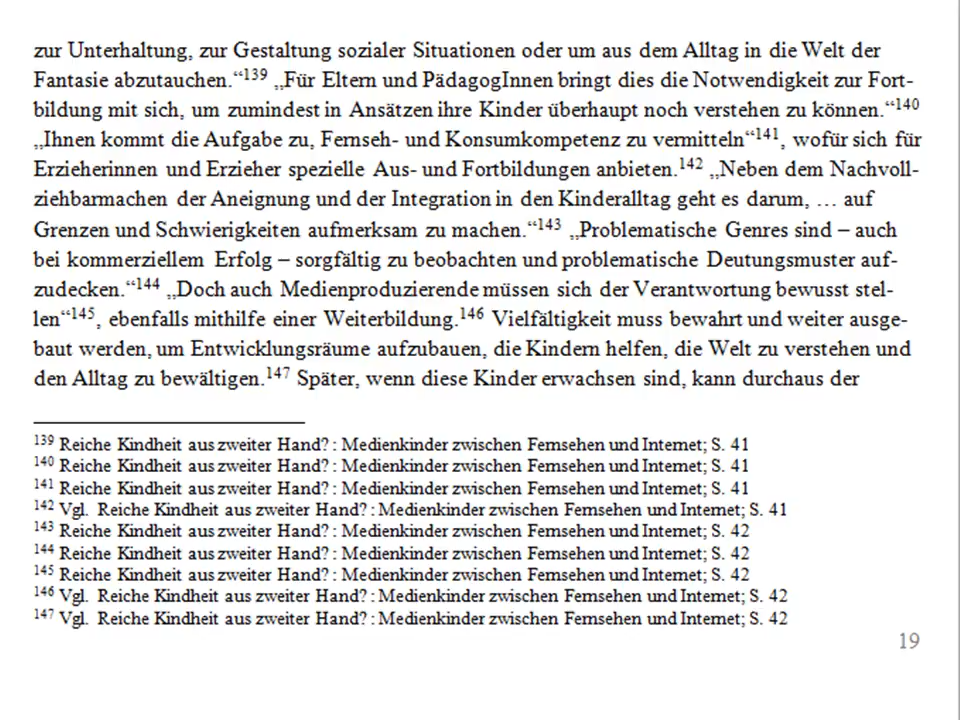 zur Unterhaltung, zur Gestaltung sozialer Situationen oder um aus dem Alltag in die Welt der
Fantasie abzutauchen.“139 „Für Eltern und PädagogInnen bringt dies die Notwendigkeit zur Fort-
bildung mit sich, um zumindest in Ansätzen ihre Kinder überhaupt noch verstehen zu können.“140
„Ihnen kommt die Aufgabe zu, Fernseh- und Konsumkompetenz zu vermitteln“141, wofür sich für
Erzieherinnen und Erzieher spezielle Aus- und Fortbildungen anbieten.142 „Neben dem Nachvoll-
ziehbarmachen der Aneignung und der Integration in den Kinderalltag geht es darum, … auf
Grenzen und Schwierigkeiten aufmerksam zu machen.“143 „Problematische Genres sind – auch
bei kommerziellem Erfolg – sorgfältig zu beobachten und problematische Deutungsmuster auf-
zudecken.“144 „Doch auch Medienproduzierende müssen sich der Verantwortung bewusst stel-
len“145, ebenfalls mithilfe einer Weiterbildung.146 Vielfältigkeit muss bewahrt und weiter ausge-
baut werden, um Entwicklungsräume aufzubauen, die Kindern helfen, die Welt zu verstehen und
den Alltag zu bewältigen.147 Später, wenn diese Kinder erwachsen sind, kann durchaus der
139 Reiche Kindheit aus zweiter Hand? : Medienkinder zwischen Fernsehen und Internet; S. 41
140 Reiche Kindheit aus zweiter Hand? : Medienkinder zwischen Fernsehen und Internet; S. 41
141 Reiche Kindheit aus zweiter Hand? : Medienkinder zwischen Fernsehen und Internet; S. 41
142 Vgl. Reiche Kindheit aus zweiter Hand? : Medienkinder zwischen Fernsehen und Internet; S. 41
143 Reiche Kindheit aus zweiter Hand? : Medienkinder zwischen Fernsehen und Internet; S. 42
144 Reiche Kindheit aus zweiter Hand? : Medienkinder zwischen Fernsehen und Internet; S. 42
145 Reiche Kindheit aus zweiter Hand? : Medienkinder zwischen Fernsehen und Internet; S. 42
146 Vgl. Reiche Kindheit aus zweiter Hand? : Medienkinder zwischen Fernsehen und Internet; S. 42
147 Vgl. Reiche Kindheit aus zweiter Hand? : Medienkinder zwischen Fernsehen und Internet; S. 42
19